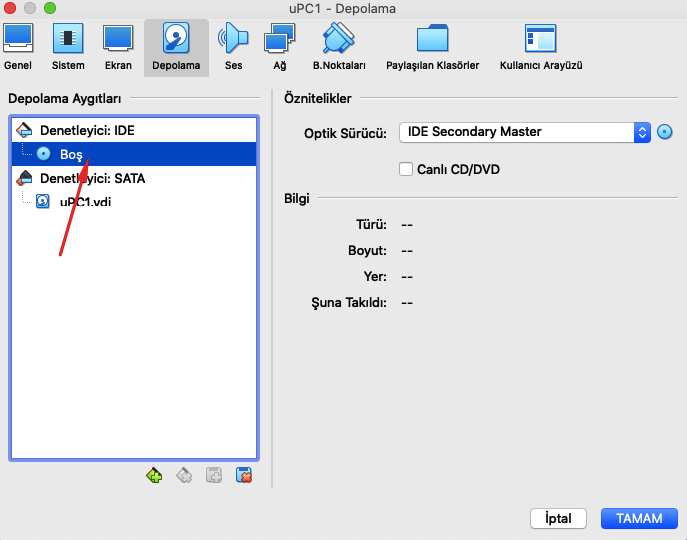 uPC1 - Depolama
Genel Sistem Ekran Depolama Ses Ağ B.Noktaları Paylaşılan Klasörler Kullanıcı Arayüzü
Depolama Aygıtları
Denetleyici: IDE
Boş
Denetleyici: SATA
uPC1.vdi
Öznitelikler
Optik Sürücü: IDE Secondary Master
Canlı CD/DVD
Bilgi
Türü: --
Boyut: --
Yer: --
Şuna Takıldı: --
İptal TAMAM